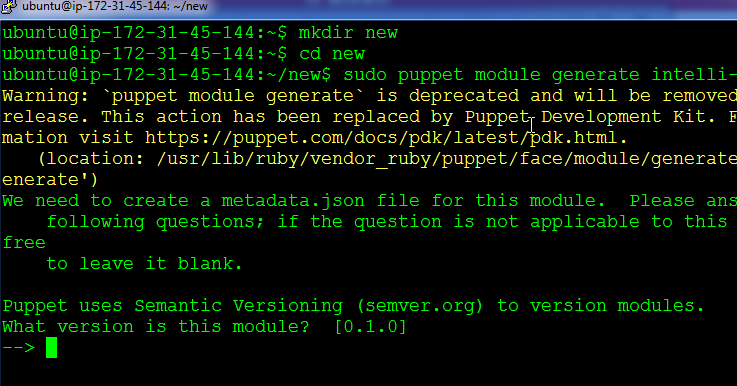 ubuntu@ip-172-31-45-144: ~/new
ubuntu@ip-172-31-45-144:~$ mkdir new
ubuntu@ip-172-31-45-144:~$ cd new
ubuntu@ip-172-31-45-144:~/new$ sudo puppet module generate intelli-
Warning: `puppet module generate` is deprecated and will be removed
release. This action has been replaced by Puppet Development Kit. F
mation visit https://puppet.com/docs/pdk/latest/pdk.html.
(location: /usr/lib/ruby/vendor_ruby/puppet/face/module/generate
enerate')
We need to create a metadata.json file for this module.  Please ans
following questions; if the question is not applicable to this
free
to leave it blank.
Puppet uses Semantic Versioning (semver.org) to version modules.
What version is this module?  [0.1.0]
-->